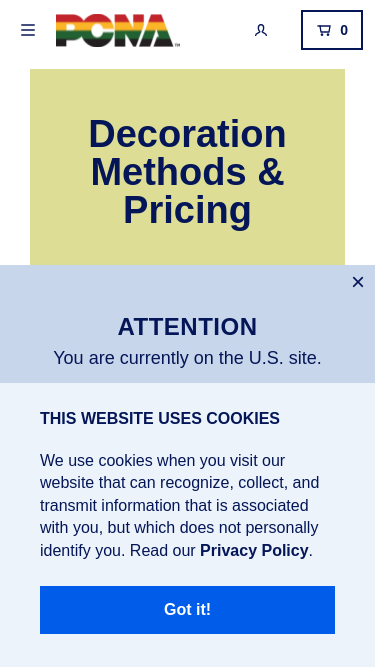 PONA™
0
Decoration
Methods &
Pricing
×
ATTENTION
You are currently on the U.S. site.
THIS WEBSITE USES COOKIES
We use cookies when you visit our
website that can recognize, collect, and
transmit information that is associated
with you, but which does not personally
identify you. Read our Privacy Policy.
Got it!